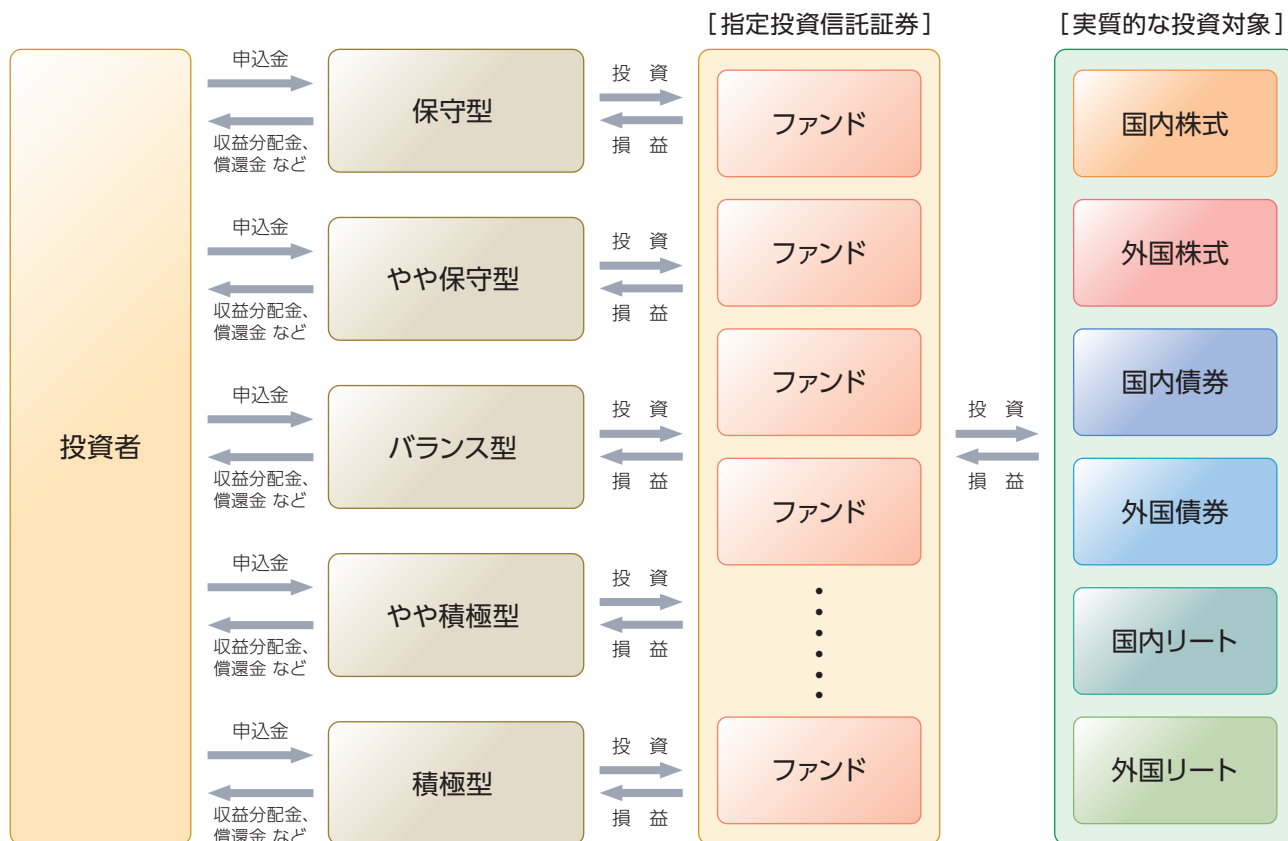 [指定投資信託証券]
[実質的な投資対象]
投資者
申込金
収益分配金、
償還金 など
保守型
投 資
損 益
申込金
収益分配金、
償還金 など
やや保守型
投 資
損 益
申込金
収益分配金、
償還金 など
バランス型
投 資
損 益
申込金
収益分配金、
償還金 など
やや積極型
投 資
損 益
申込金
収益分配金、
償還金 など
積極型
投 資
損 益
ファンド
ファンド
ファンド
ファンド
ファンド
投 資
損 益
国内株式
外国株式
国内債券
外国債券
国内リート
外国リート